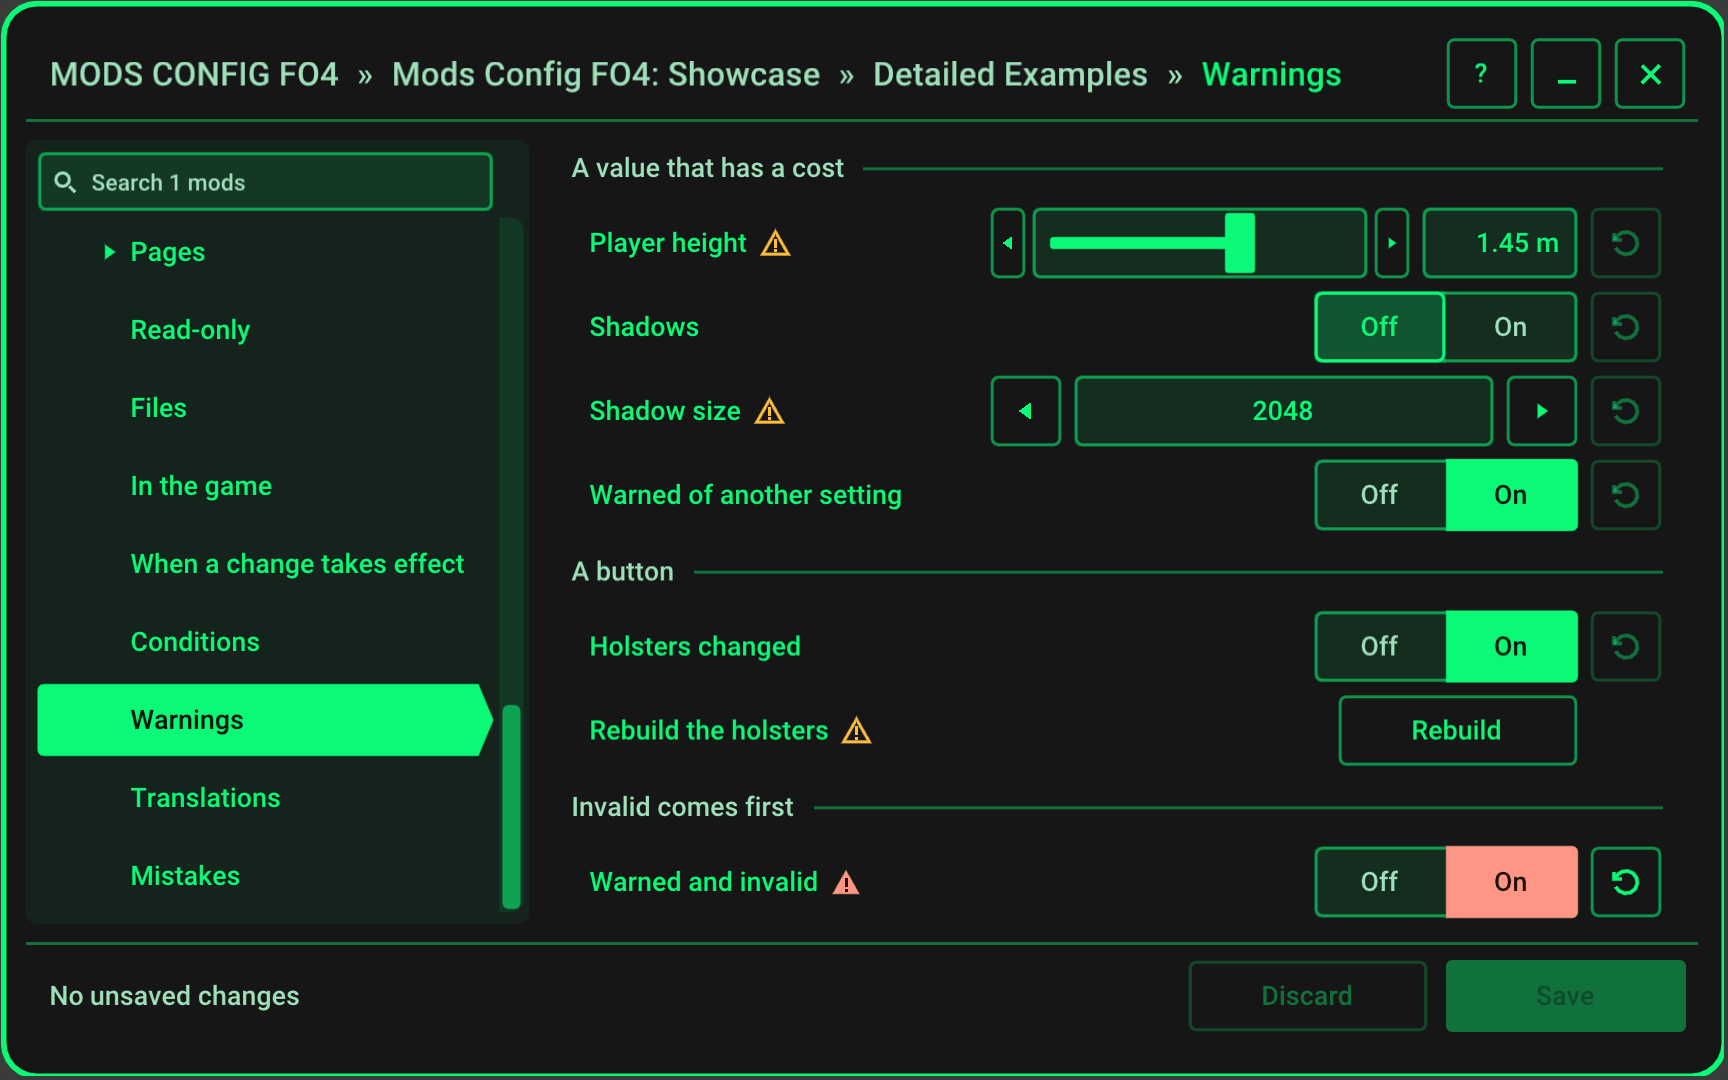 MODS CONFIG FO4 » Mods Config FO4: Showcase » Detailed Examples » Warnings
?
Search 1 mods
Pages
Read-only
Files
In the game
When a change takes effect
Conditions
Warnings
Translations
Mistakes
A value that has a cost
Player height
1.45 m
Shadows
Off On
Shadow size
2048
Warned of another setting
Off On
A button
Holsters changed
Off On
Rebuild the holsters
Rebuild
Invalid comes first
Warned and invalid
Off On
No unsaved changes
Discard
Save